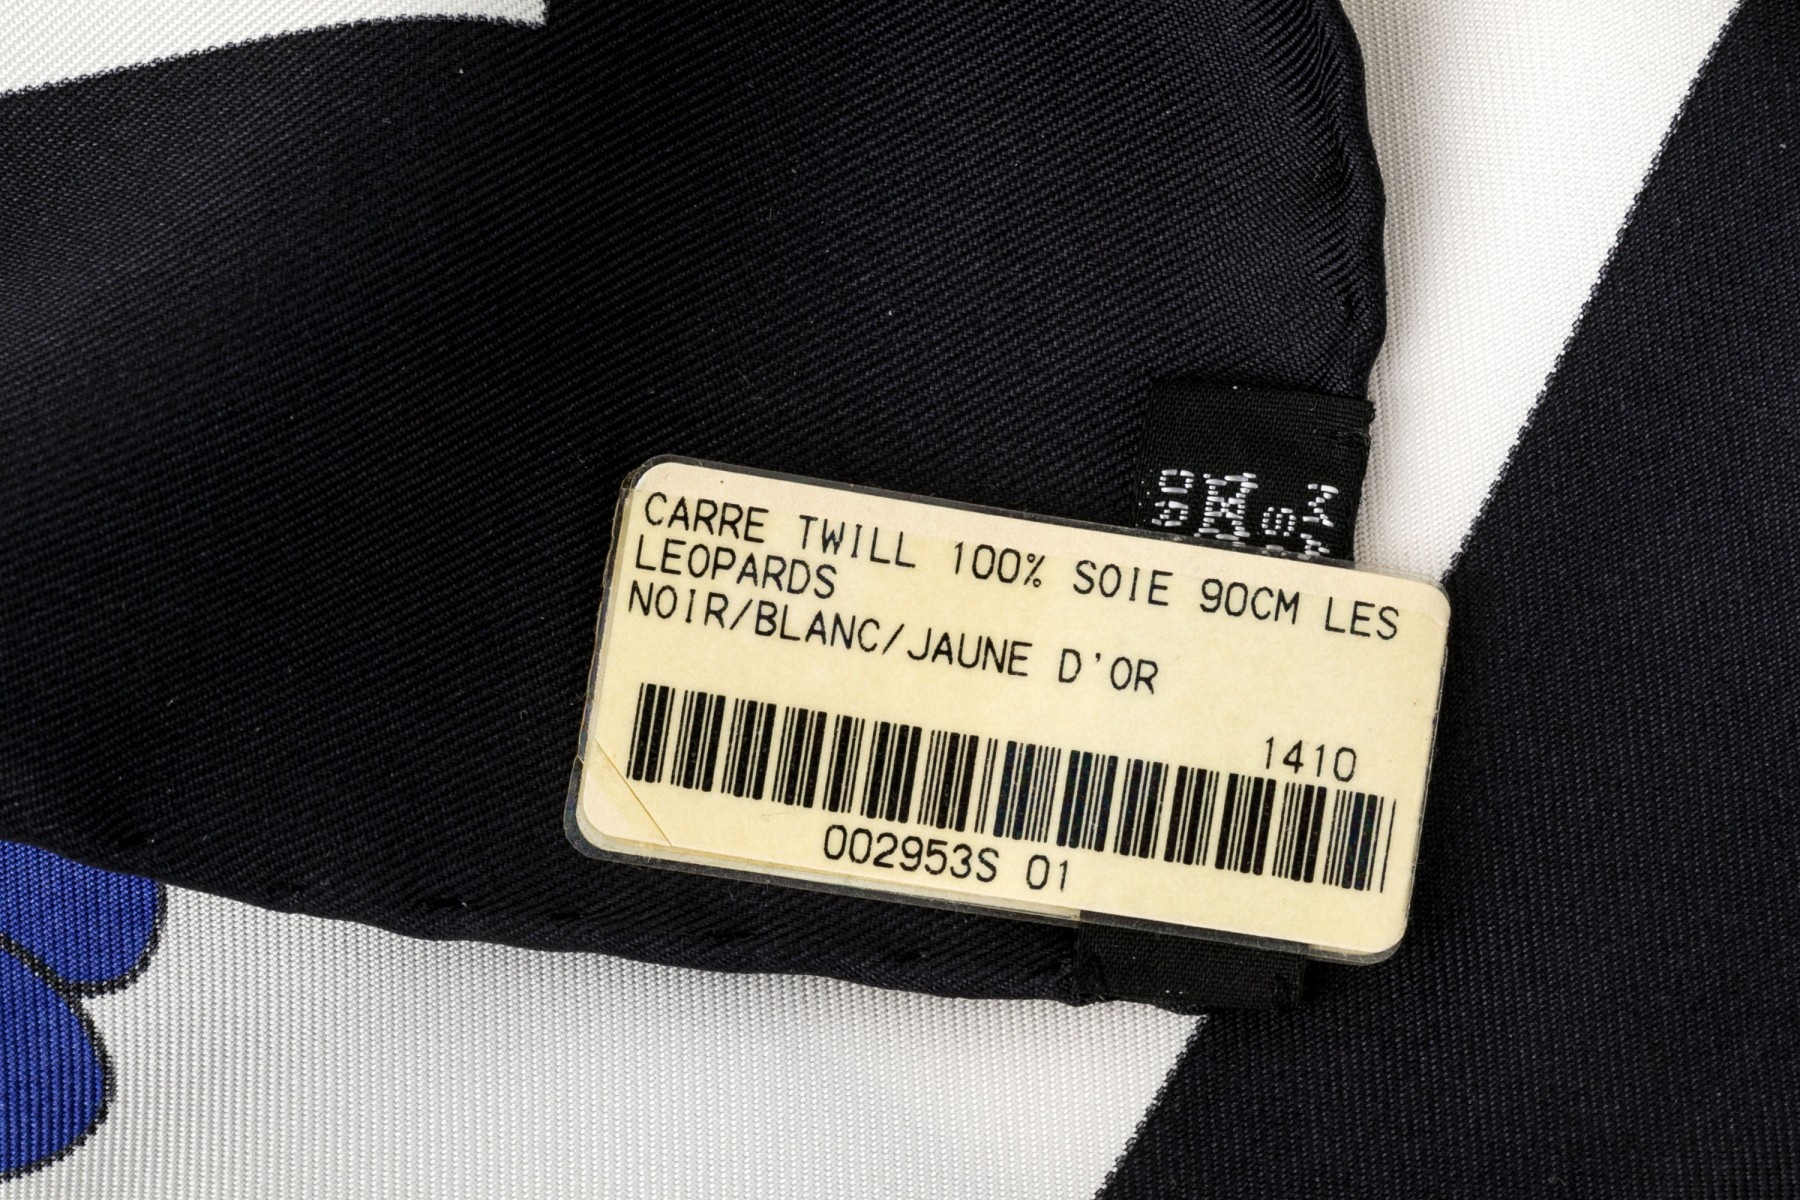 CARRE TWILL 100% SOIE 90CM LES
LEOPARDS
NOIR/BLANC/JAUNE D'OR
1410
002953S 01